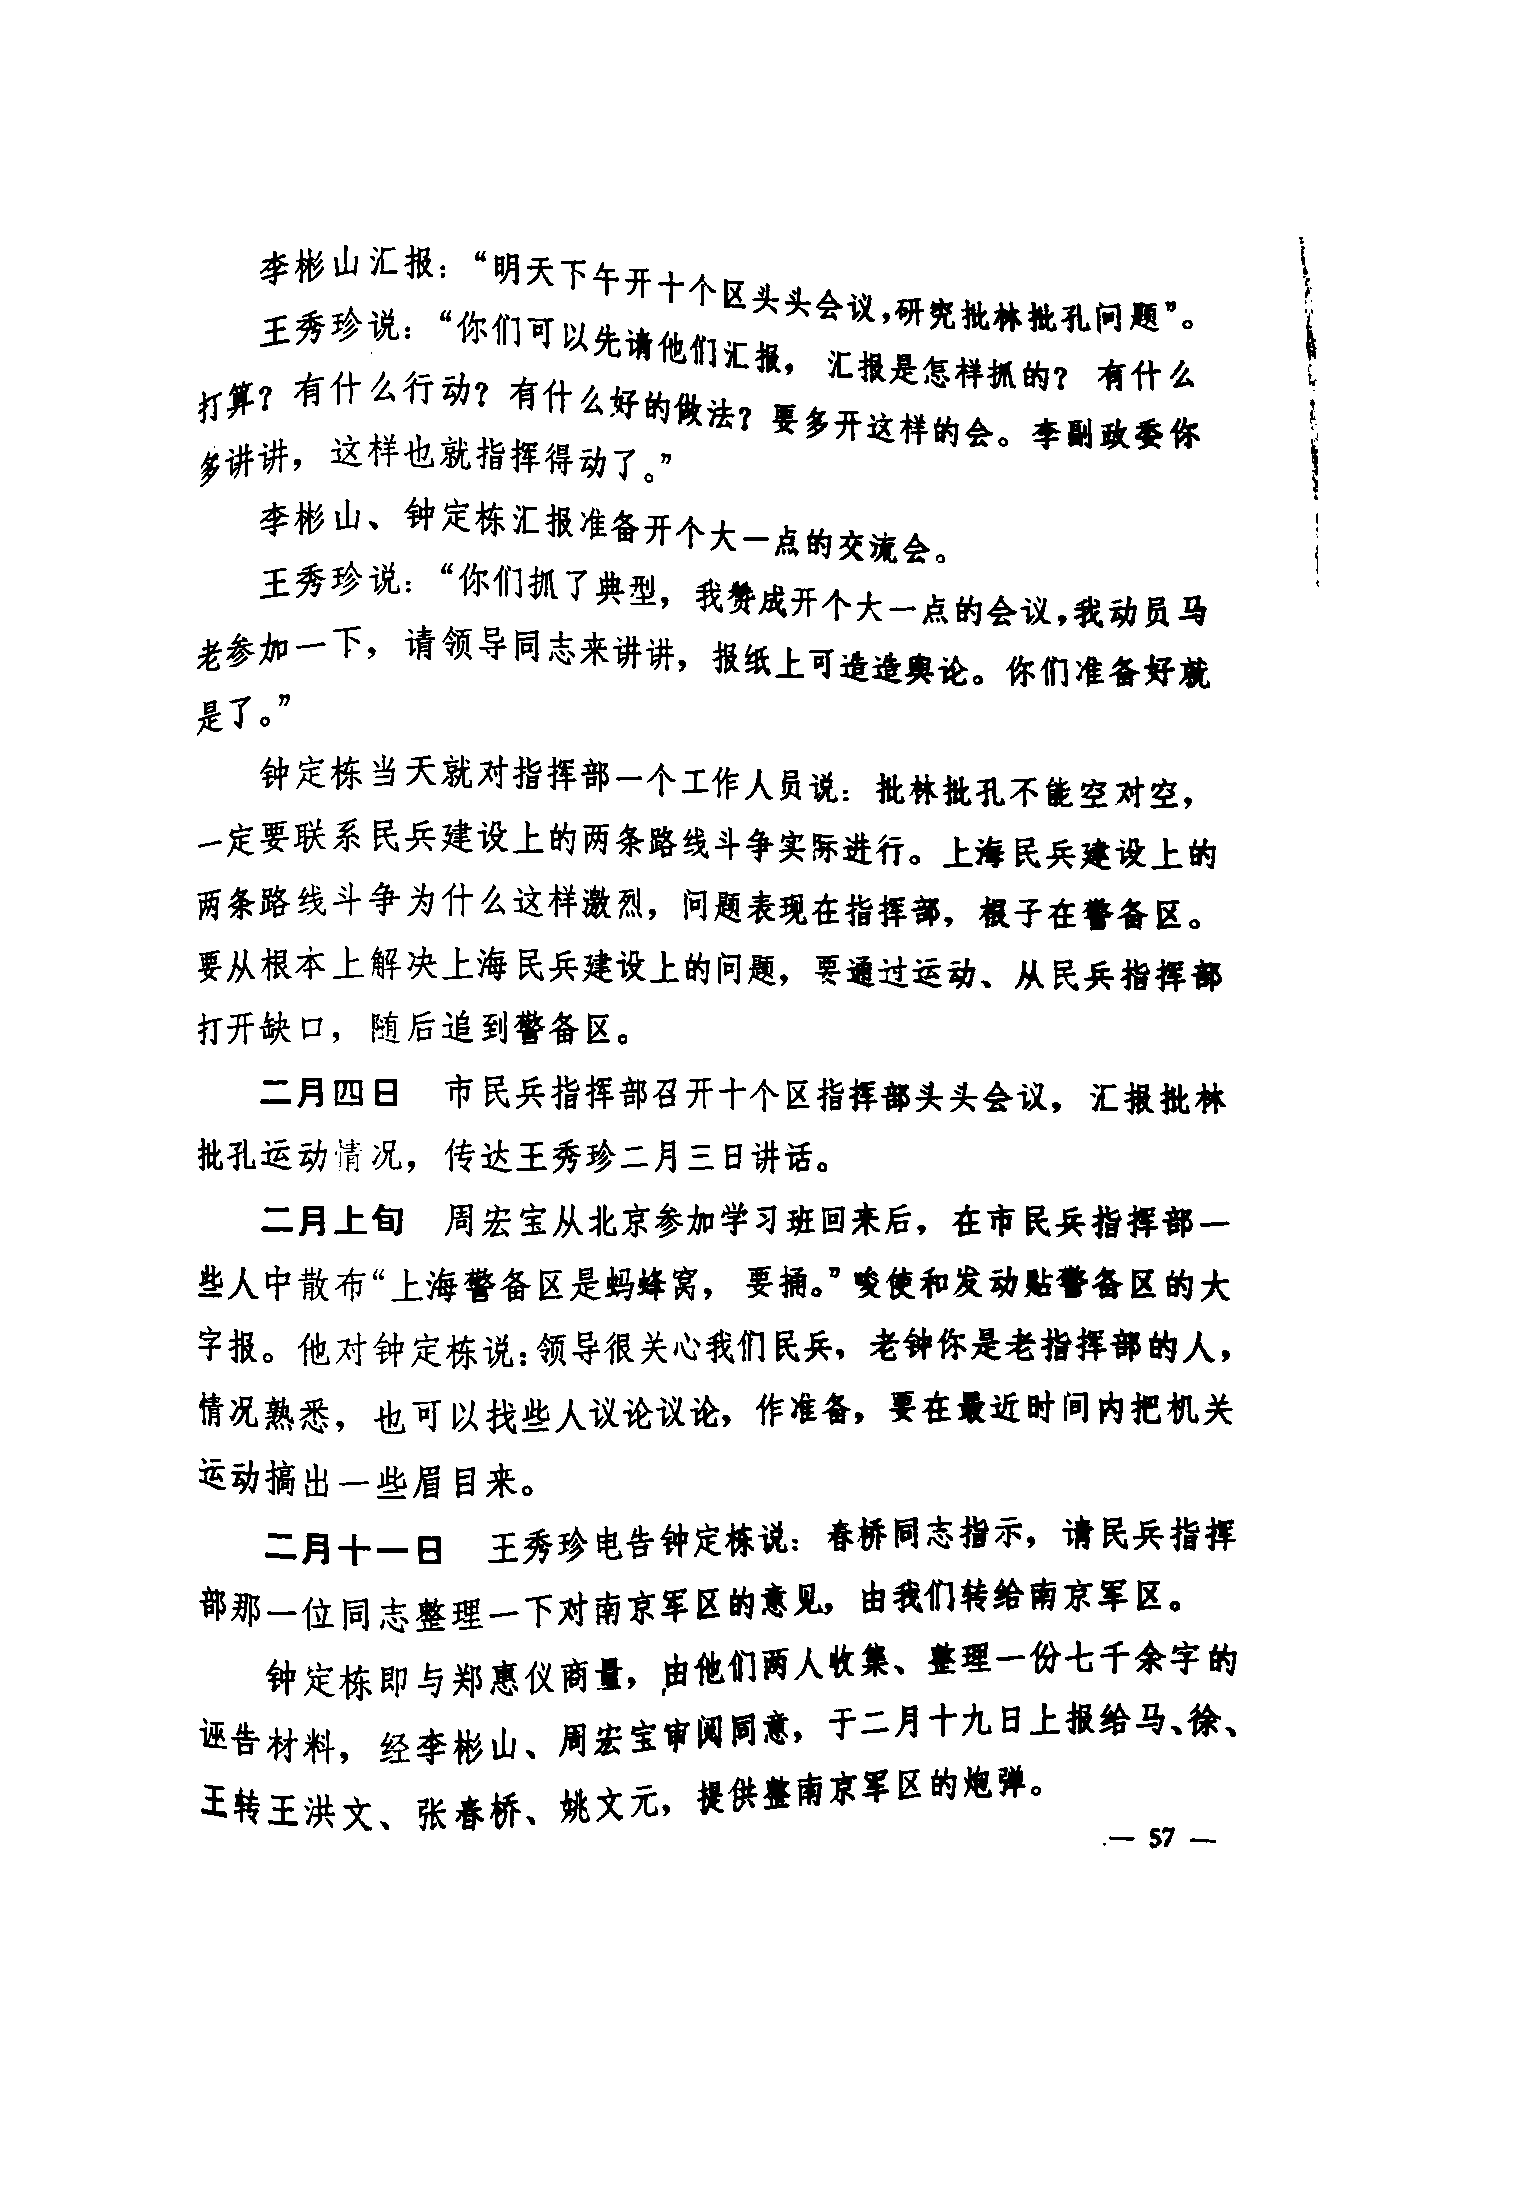 李彬山汇报：“明天下午开十个区头头会议，研究批林批孔问题”。
王秀珍说：“你们可以先请他们汇报， 汇报是怎样抓的？ 有什么
打算？有什么行动？有什么好的做法？要多开这样的会。李副政委你
多讲讲，这样也就指挥得动了。”
李彬山、钟定栋汇报准备开个大一点的交流会。
王秀珍说：“你们抓了典型，我赞成开个大一点的会议，我动员马
老参加一下，请领导同志来讲讲，报纸上可造造舆论。你们准备好就
是了。”
钟定栋当天就对指挥部一个工作人员说：批林批孔不能空对空，
一定要联系民兵建设上的两条路线斗争实际进行。上海民兵建设上的
两条路线斗争为什么这样激烈，问题表现在指挥部，根子在警备区。
要从根本上解决上海民兵建设上的问题，要通过运动、从民兵指挥部
打开缺口，随后追到警备区。
二月四日 市民兵指挥部召开十个区指挥部头头会议，汇报批林
批孔运动情况，传达王秀珍二月三日讲话。
二月上旬 周宏宝从北京参加学习班回来后，在市民兵指挥部一
些人中散布“上海警备区是蚂蜂窝， 要捅。”唆使和发动贴警备区的大
字报。他对钟定栋说：领导很关心我们民兵，老钟你是老指挥部的人，
情况熟悉，也可以找些人议论议论，作准备，要在最近时间内把机关
运动搞出一些眉目来。
二月十一日 王秀珍电告钟定栋说：春桥同志指示，请民兵指挥
部那一位同志整理一下对南京军区的意见，由我们转给南京军区。
钟定栋即与郑惠仪商量，由他们两人收集、整理一份七千余字的
诬告材料，经李彬山、周宏宝审阅同意，于二月十九日上报给马、徐、
王转王洪文、张春桥、姚文元，提供整南京军区的炮弹。
— 57 —